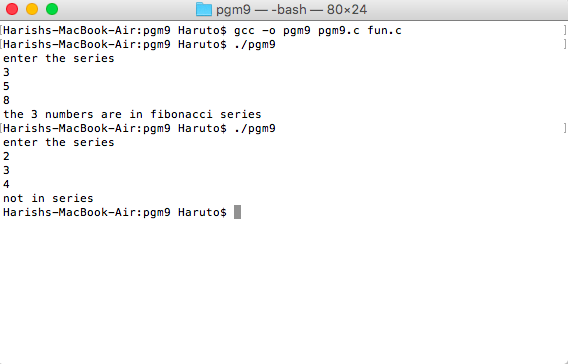 pgm9 — -bash — 80×24
[Harishs-MacBook-Air:pgm9 Haruto$ gcc -o pgm9 pgm9.c fun.c ]
[Harishs-MacBook-Air:pgm9 Haruto$ ./pgm9 ]
enter the series
3
5
8
the 3 numbers are in fibonacci series
[Harishs-MacBook-Air:pgm9 Haruto$ ./pgm9 ]
enter the series
2
3
4
not in series
Harishs-MacBook-Air:pgm9 Haruto$